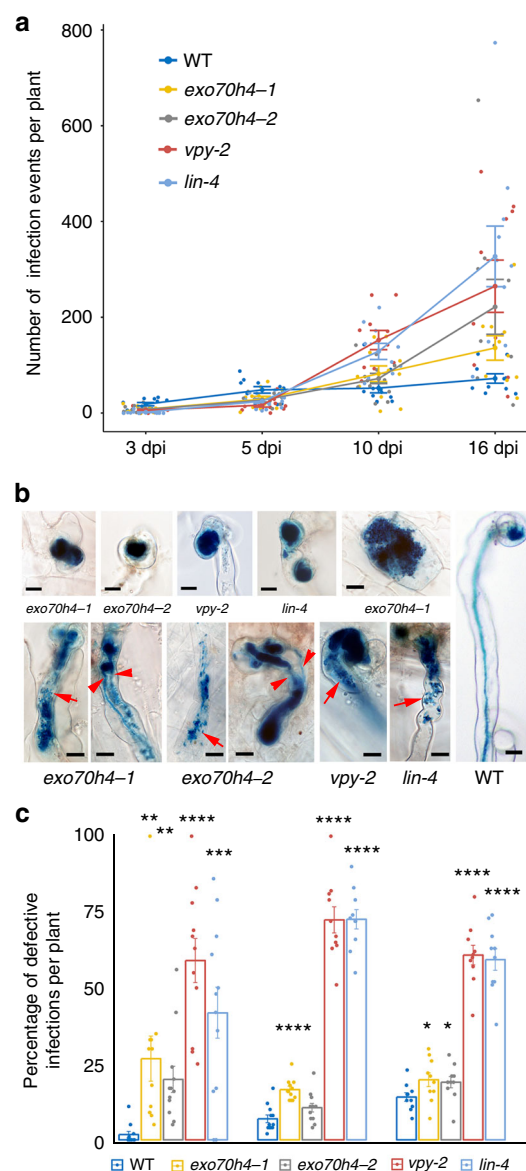 a
800
600
400
200
0
Number of infection events per plant
WT
exo70h4–1
exo70h4–2
vpy-2
lin-4
3 dpi 5 dpi 10 dpi 16 dpi
b
exo70h4–1 exo70h4–2 vpy-2 lin-4 exo70h4–1
exo70h4–1 exo70h4–2 vpy-2 lin-4 WT
c
100
75
50
25
0
Percentage of defective
infections per plant
** ** **** ***
**** **** ****
* * **** ****
WT exo70h4–1 exo70h4–2 vpy-2 lin-4